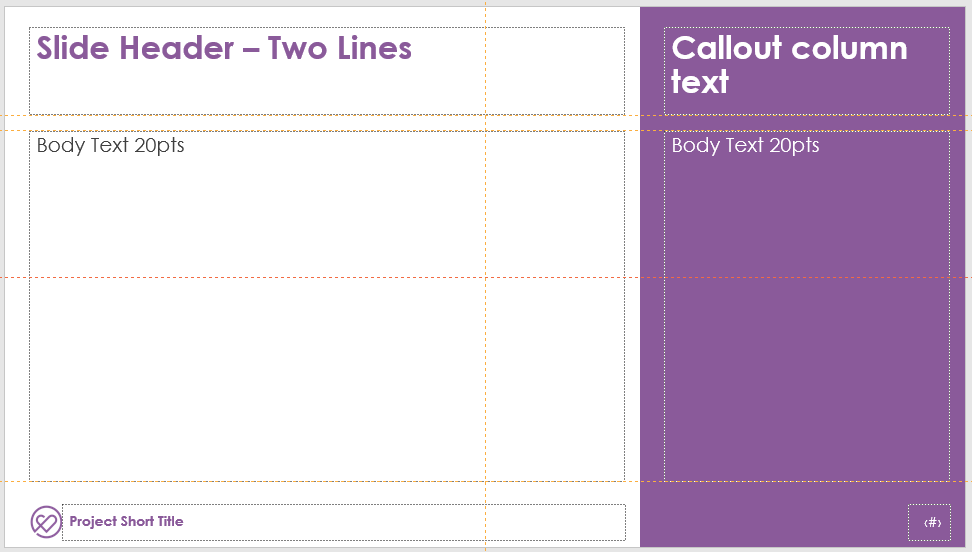 Slide Header – Two Lines
Body Text 20pts
Callout column
text
Body Text 20pts
Project Short Title
‹#›